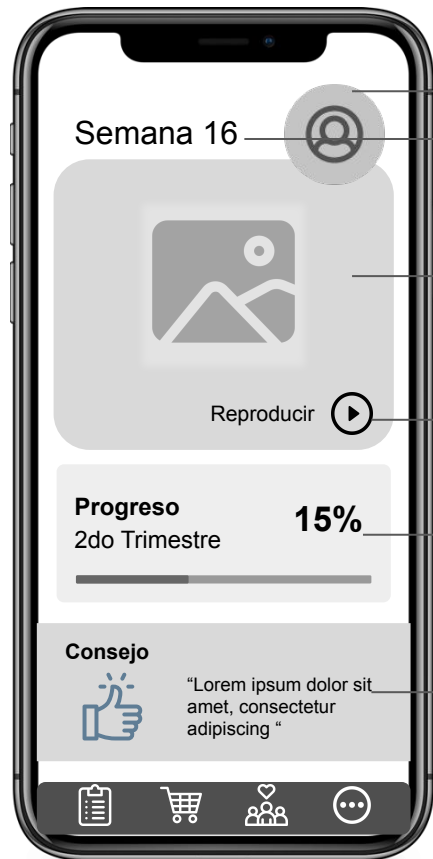 Semana 16
Reproducir
Progreso
15%
2do Trimestre
Consejo
“Lorem ipsum dolor sit
amet, consectetur
adipiscing “